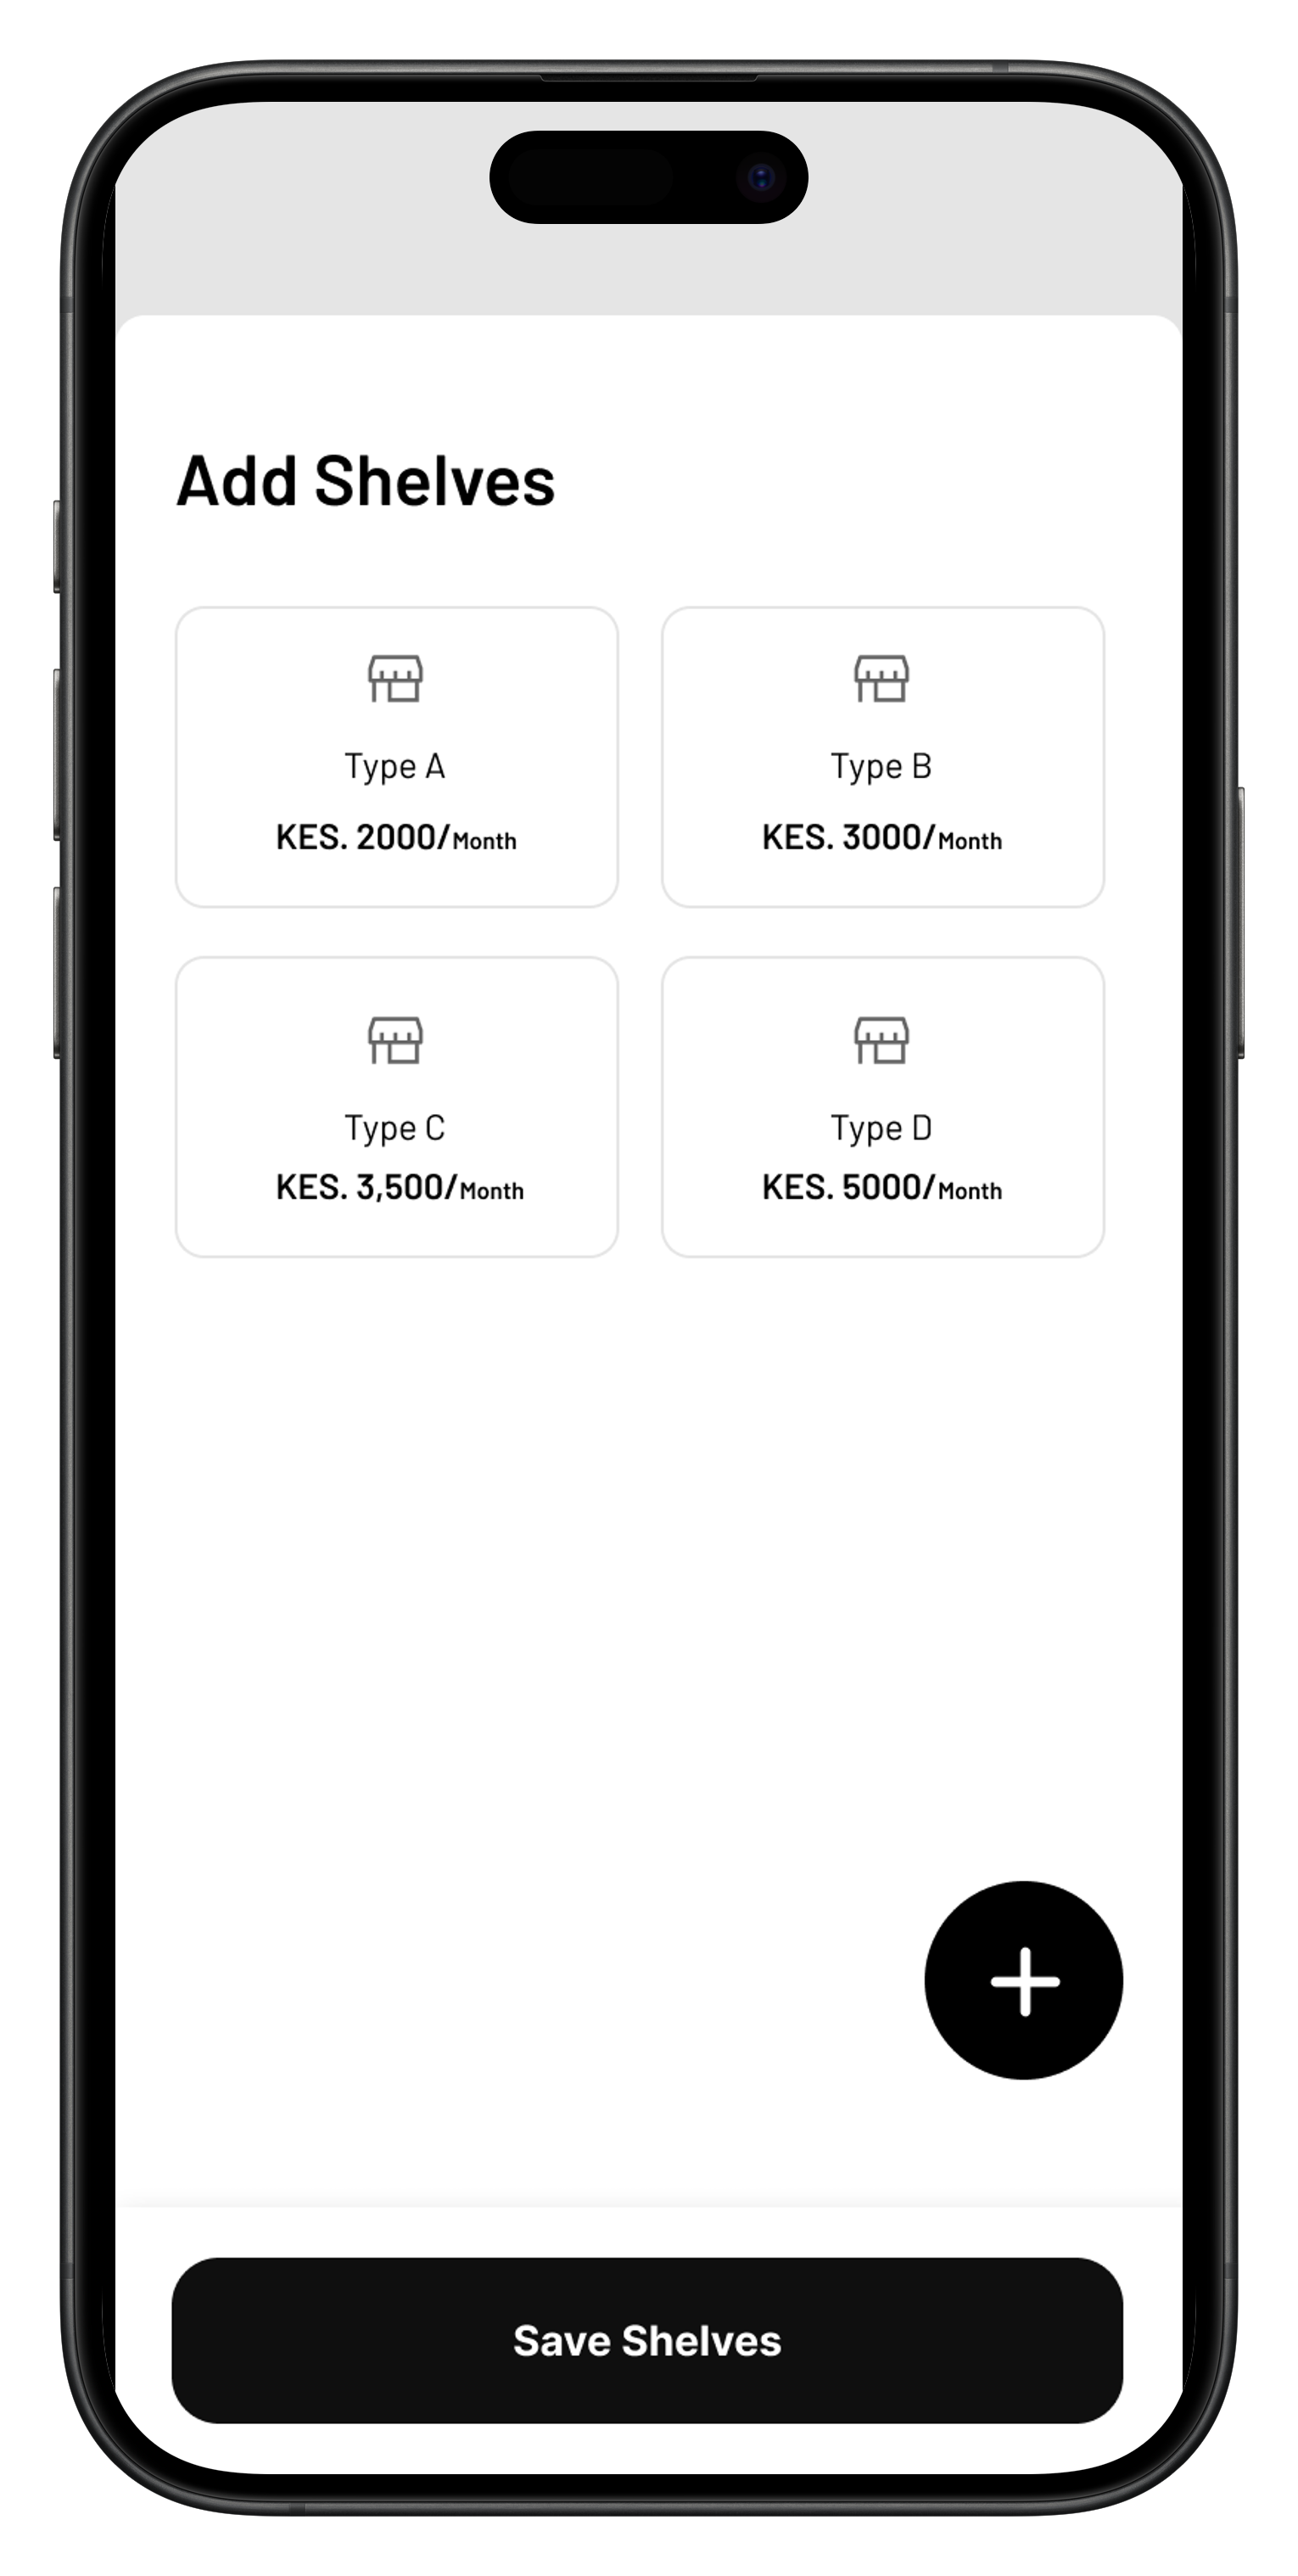 Add Shelves
Type A
KES. 2000/Month
Type B
KES. 3000/Month
Type C
KES. 3,500/Month
Type D
KES. 5000/Month
Save Shelves